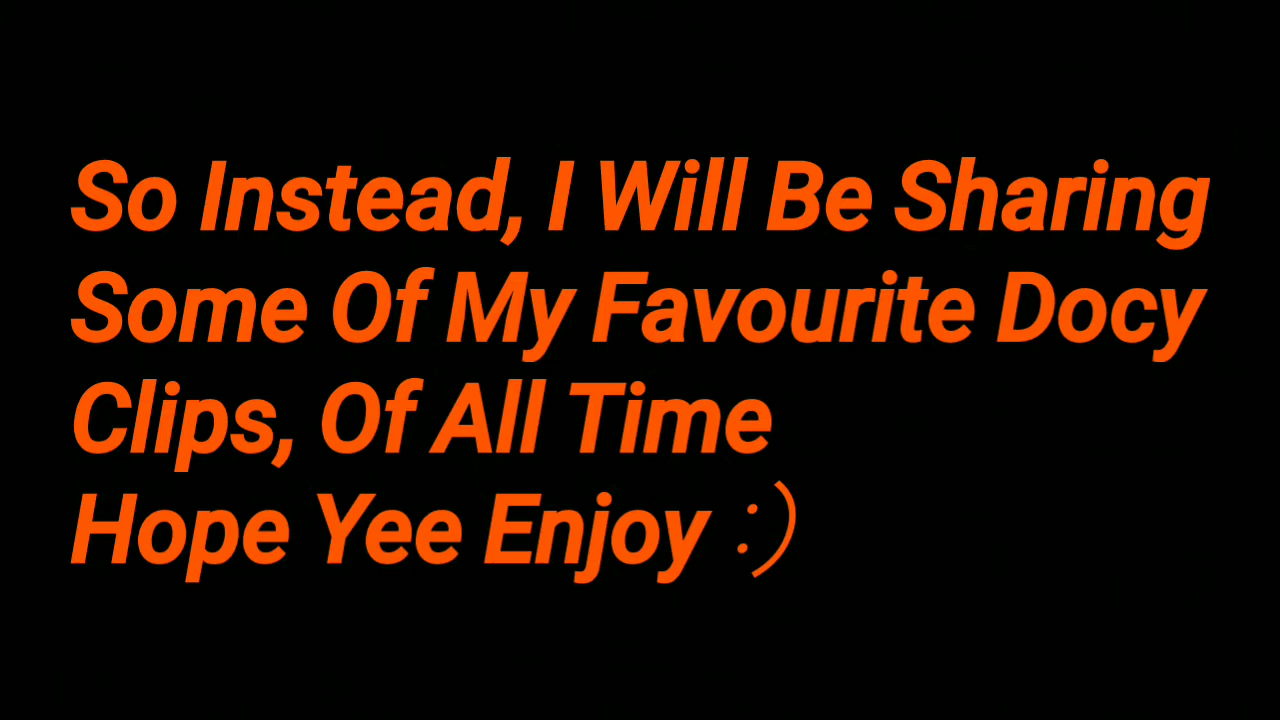 So Instead, I Will Be Sharing
Some Of My Favourite Docy
Clips, Of All Time
Hope Yee Enjoy :)